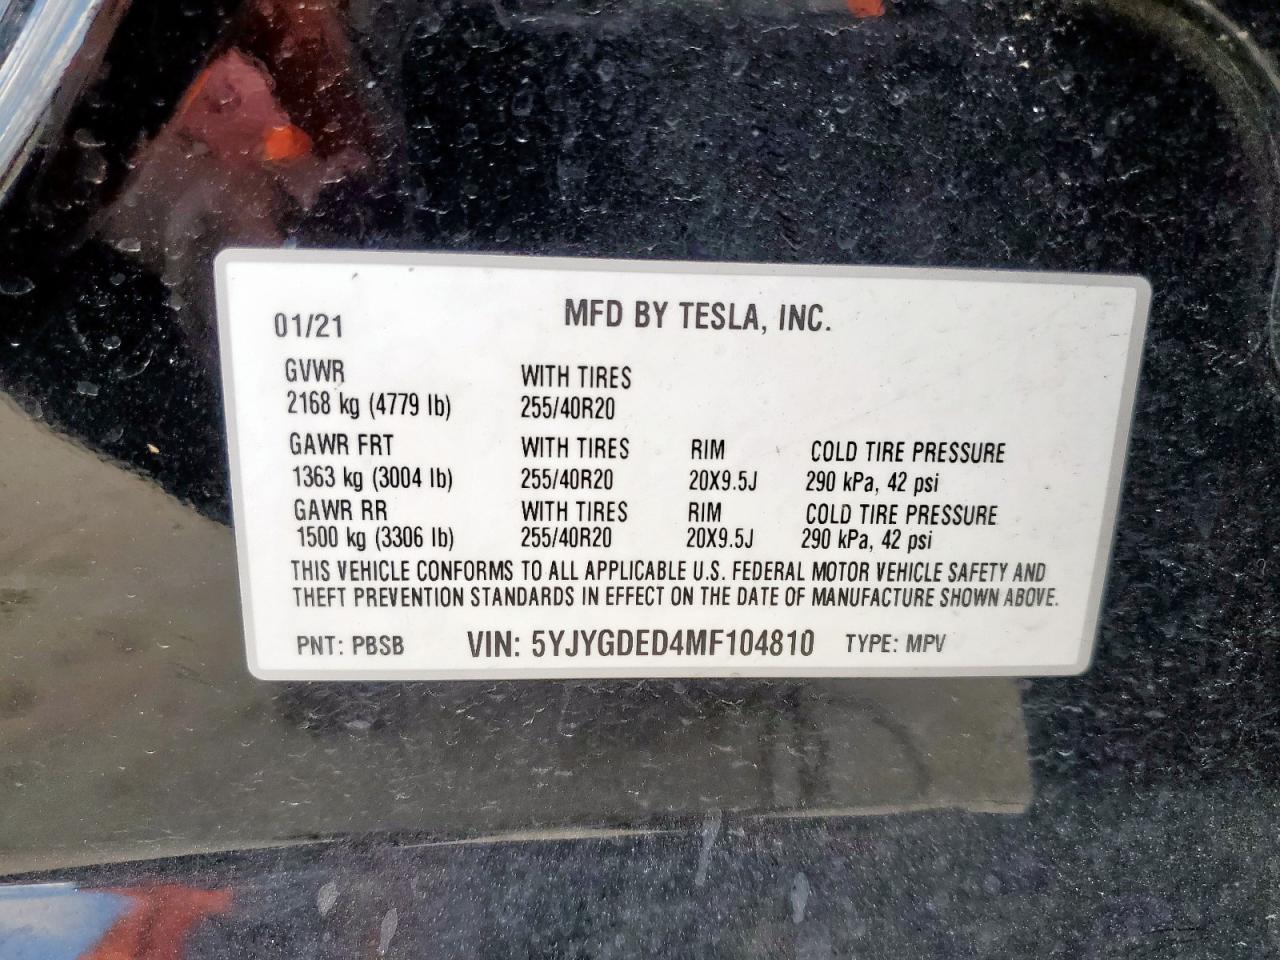 01/21 MFD BY TESLA, INC.
GVWR WITH TIRES
2168 kg (4779 lb) 255/40R20
GAWR FRT WITH TIRES RIM COLD TIRE PRESSURE
1363 kg (3004 lb) 255/40R20 20X9.5J 290 kPa, 42 psi
GAWR RR WITH TIRES RIM COLD TIRE PRESSURE
1500 kg (3306 lb) 255/40R20 20X9.5J 290 kPa, 42 psi
THIS VEHICLE CONFORMS TO ALL APPLICABLE U.S. FEDERAL MOTOR VEHICLE SAFETY AND
THEFT PREVENTION STANDARDS IN EFFECT ON THE DATE OF MANUFACTURE SHOWN ABOVE.
PNT: PBSB VIN: 5YJYGDED4MF104810 TYPE: MPV